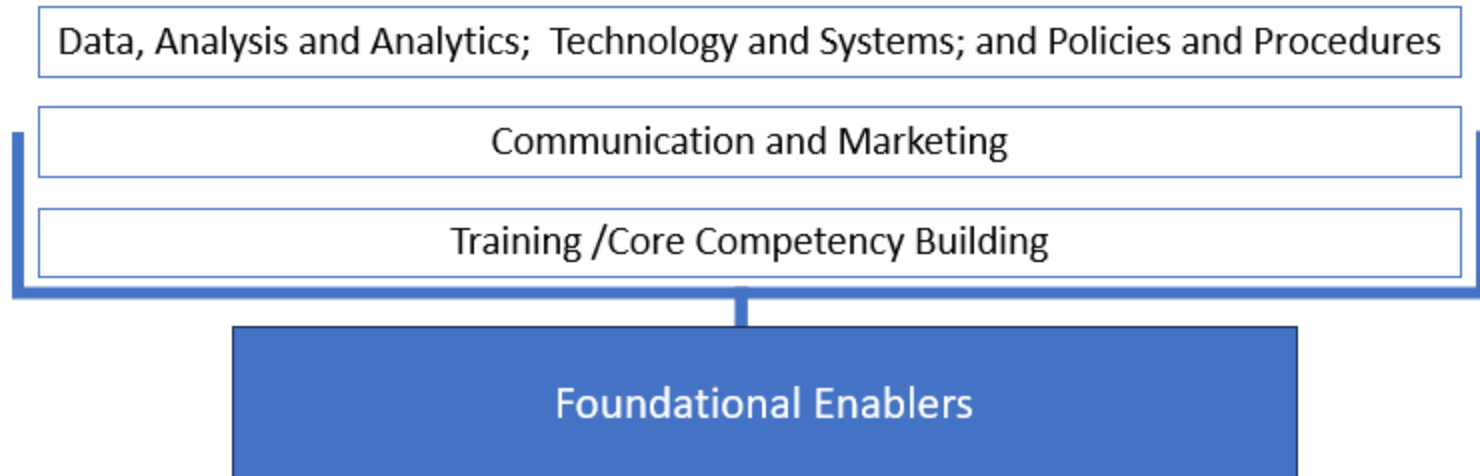 Data, Analysis and Analytics;  Technology and Systems; and Policies and Procedures
Communication and Marketing
Training /Core Competency Building
Foundational Enablers